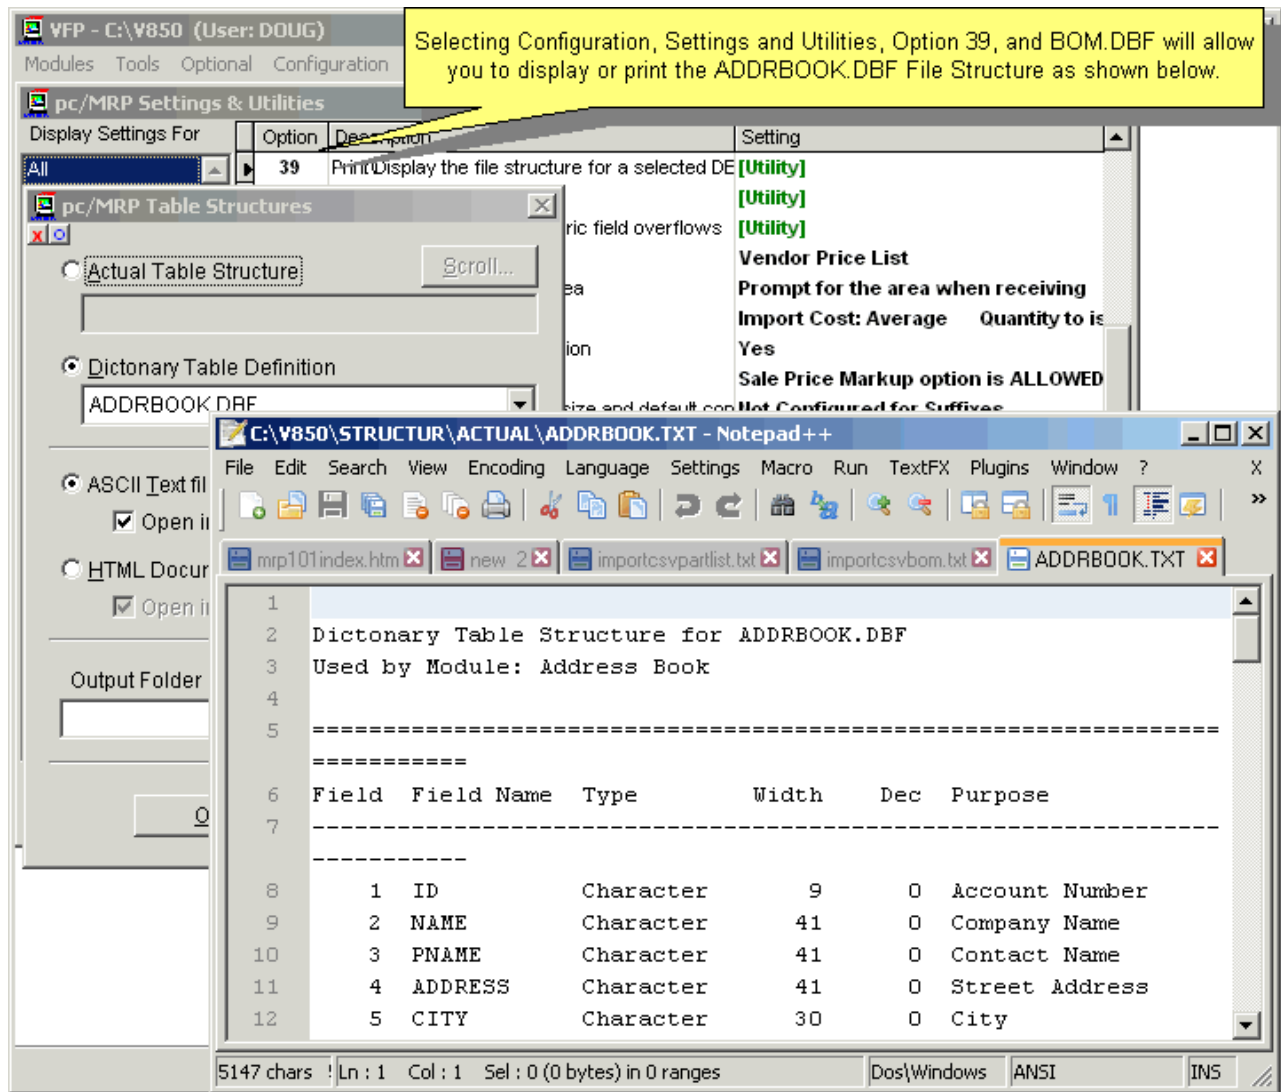 VFP - C:\V850 (User: DOUG)
Selecting Configuration, Settings and Utilities, Option 39, and BOM.DBF will allow
you to display or print the ADDRBOOK.DBF File Structure as shown below.
Modules Tools Optional Configuration
pc/MRP Settings & Utilities
Display Settings For
Option Description Setting
All
39 Print\Display the file structure for a selected DE [Utility]
[Utility]
ric field overflows [Utility]
Vendor Price List
ea Prompt for the area when receiving
Import Cost: Average Quantity to is
ion Yes
Sale Price Markup option is ALLOWED
size and default con Not Configured for Suffixes
pc/MRP Table Structures
Actual Table Structure
Scroll...
Dictonary Table Definition
ADDRBOOK.DBF
ASCII Text fil
Open i
HTML Docur
Open i
Output Folder
O
C:\V850\STRUCTUR\ACTUAL\ADDRBOOK.TXT - Notepad++
File Edit Search View Encoding Language Settings Macro Run TextFX Plugins Window ? X
mrp101index.htm new 2 importcsvpartlist.txt importcsvbom.txt ADDRBOOK.TXT
1
2 Dictonary Table Structure for ADDRBOOK.DBF
3 Used by Module: Address Book
4
5 ================================================================
===========
6 Field Field Name Type Width Dec Purpose
7 ----------------------------------------------------------------
-----------
8 1 ID Character 9 0 Account Number
9 2 NAME Character 41 0 Company Name
10 3 PNAME Character 41 0 Contact Name
11 4 ADDRESS Character 41 0 Street Address
12 5 CITY Character 30 0 City
5147 chars Ln : 1 Col : 1 Sel : 0 (0 bytes) in 0 ranges Dos\Windows ANSI INS